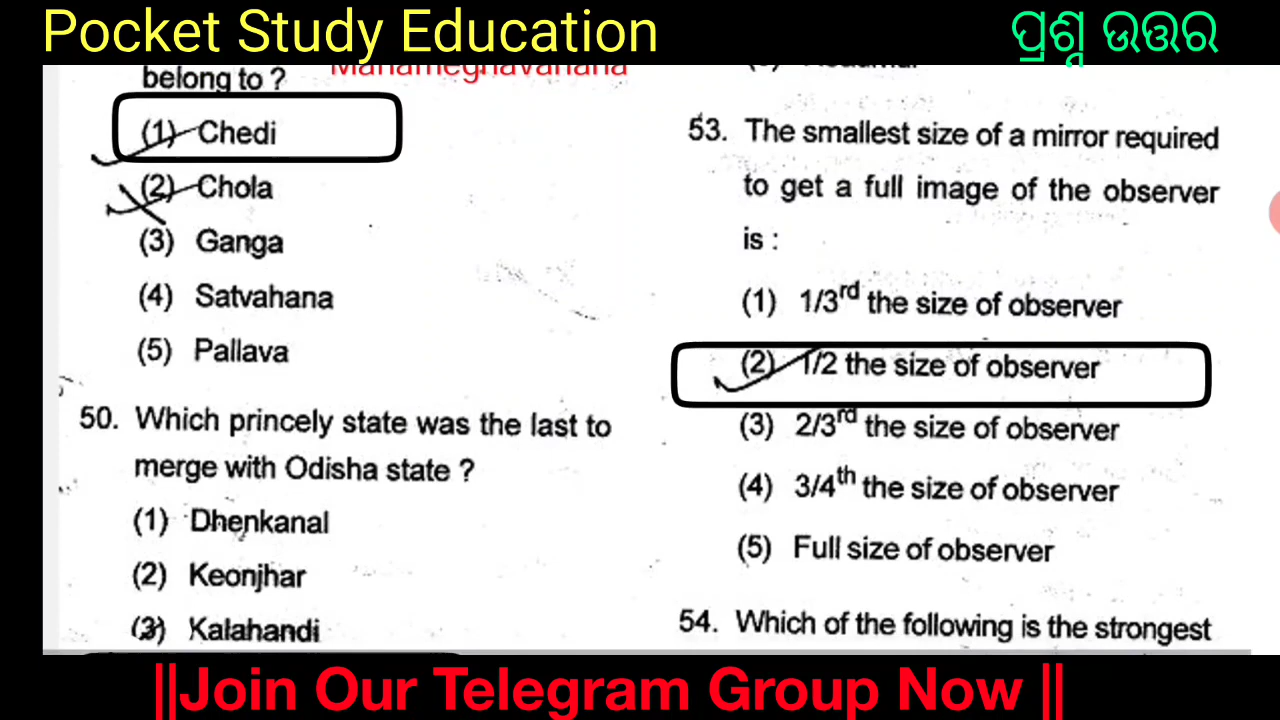 Pocket Study Education
ପ୍ରଶ୍ନ ଉତ୍ତର
belong to ? Mahameghavahana
(1) Chedi
(2) Chola
(3) Ganga
(4) Satvahana
(5) Pallava
50. Which princely state was the last to
merge with Odisha state ?
(1) Dhenkanal
(2) Keonjhar
(3) Kalahandi
53. The smallest size of a mirror required
to get a full image of the observer
is :
(1) 1/3rd the size of observer
(2) 1/2 the size of observer
(3) 2/3rd the size of observer
(4) 3/4th the size of observer
(5) Full size of observer
54. Which of the following is the strongest
||Join Our Telegram Group Now ||